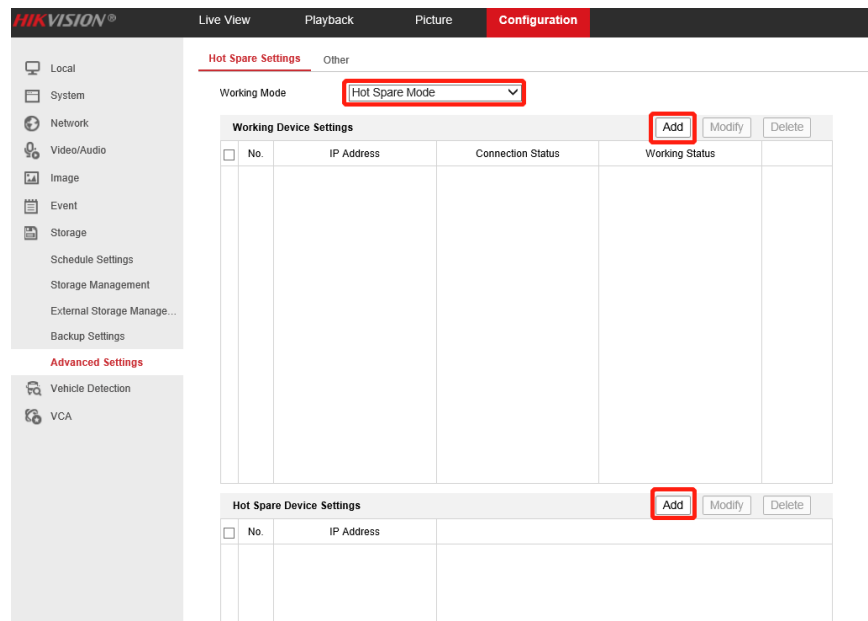 HIKVISION® Live View Playback Picture Configuration
Hot Spare Settings Other
Local
System
Network
Video/Audio
Image
Event
Storage
Schedule Settings
Storage Management
External Storage Manage...
Backup Settings
Advanced Settings
Vehicle Detection
VCA
Working Mode Hot Spare Mode
Working Device Settings Add Modify Delete
No. IP Address Connection Status Working Status
Hot Spare Device Settings Add Modify Delete
No. IP Address